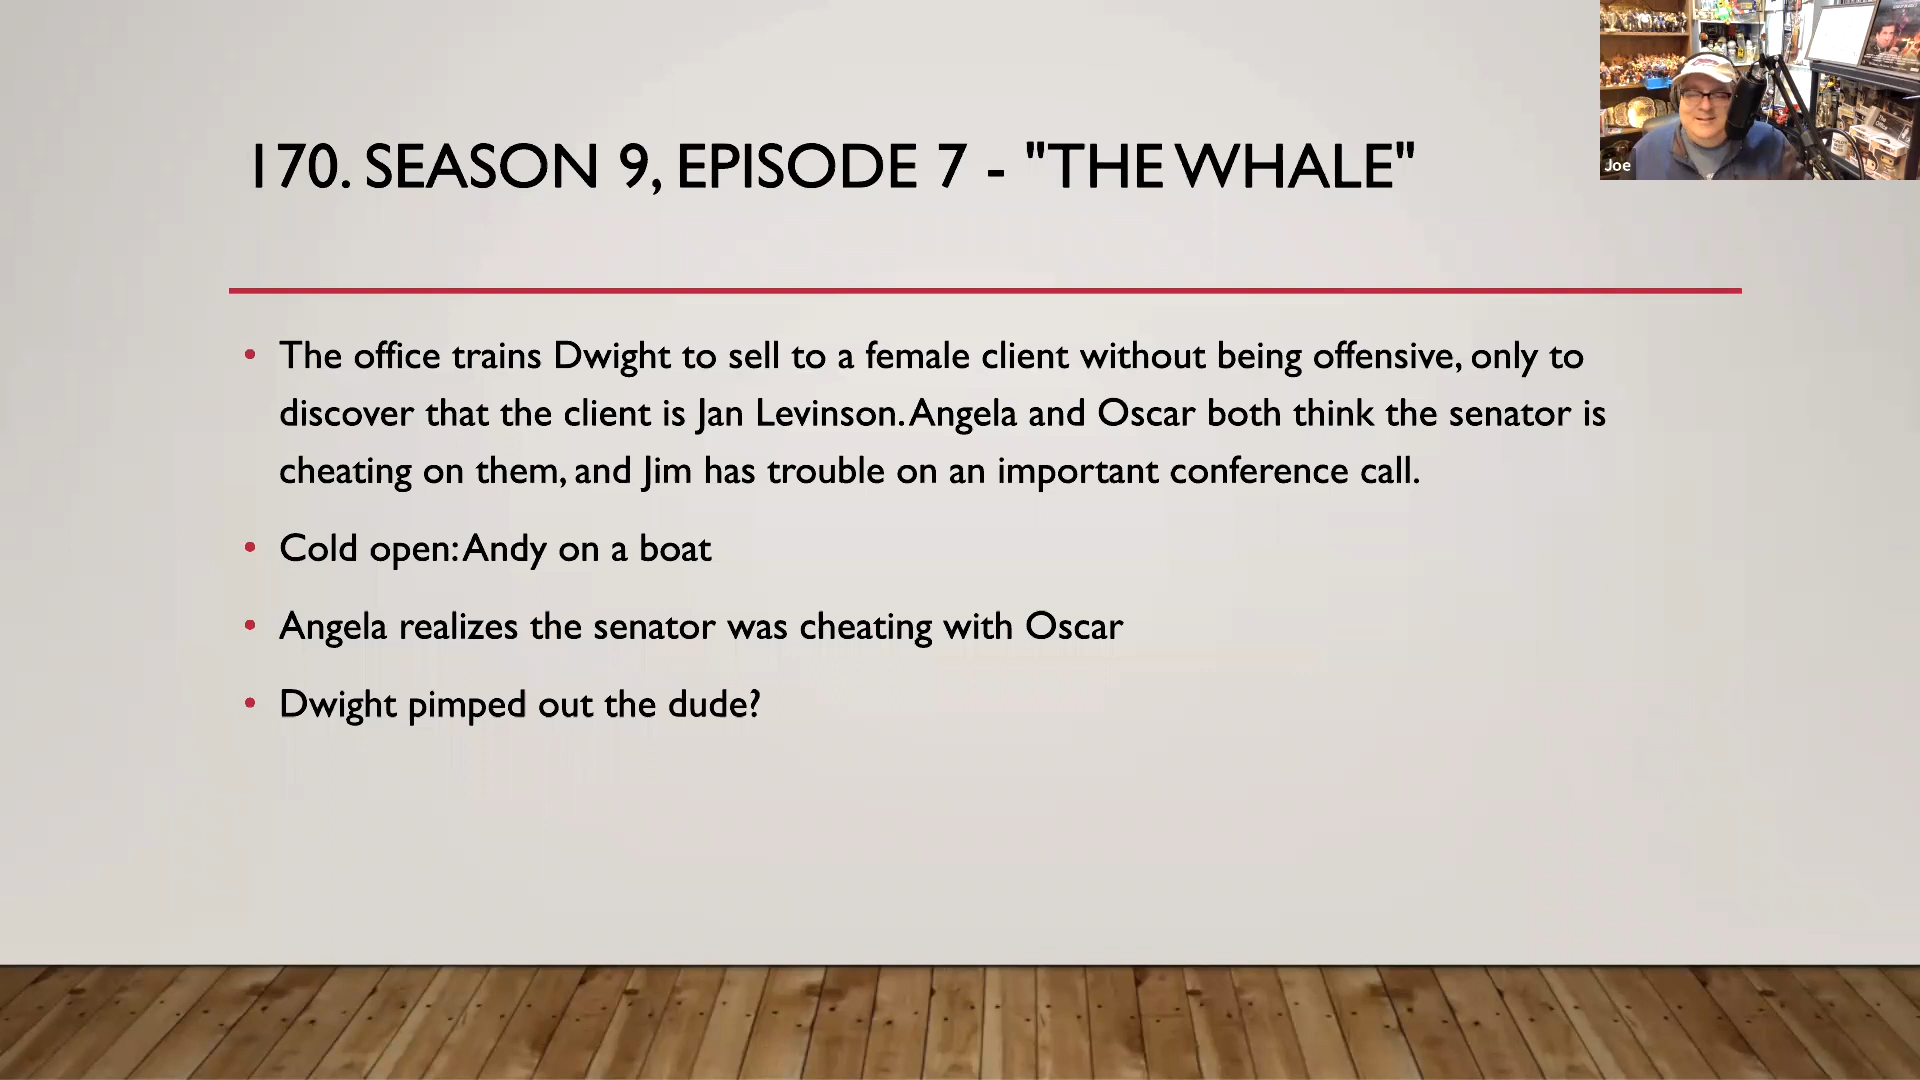 170. SEASON 9, EPISODE 7 - "THE WHALE"
Joe
• The office trains Dwight to sell to a female client without being offensive, only to
discover that the client is Jan Levinson. Angela and Oscar both think the senator is
cheating on them, and Jim has trouble on an important conference call.
• Cold open: Andy on a boat
• Angela realizes the senator was cheating with Oscar
• Dwight pimped out the dude?